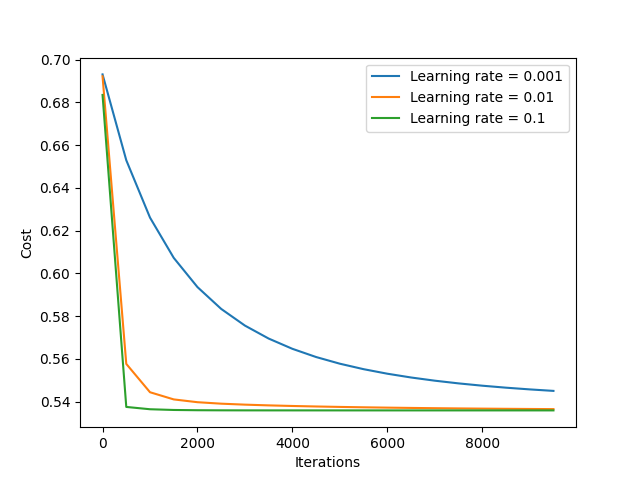 0.70
0.68
0.66
0.64
0.62
0.60
0.58
0.56
0.54
Cost
0
2000
4000
6000
8000
Iterations
Learning rate = 0.001
Learning rate = 0.01
Learning rate = 0.1